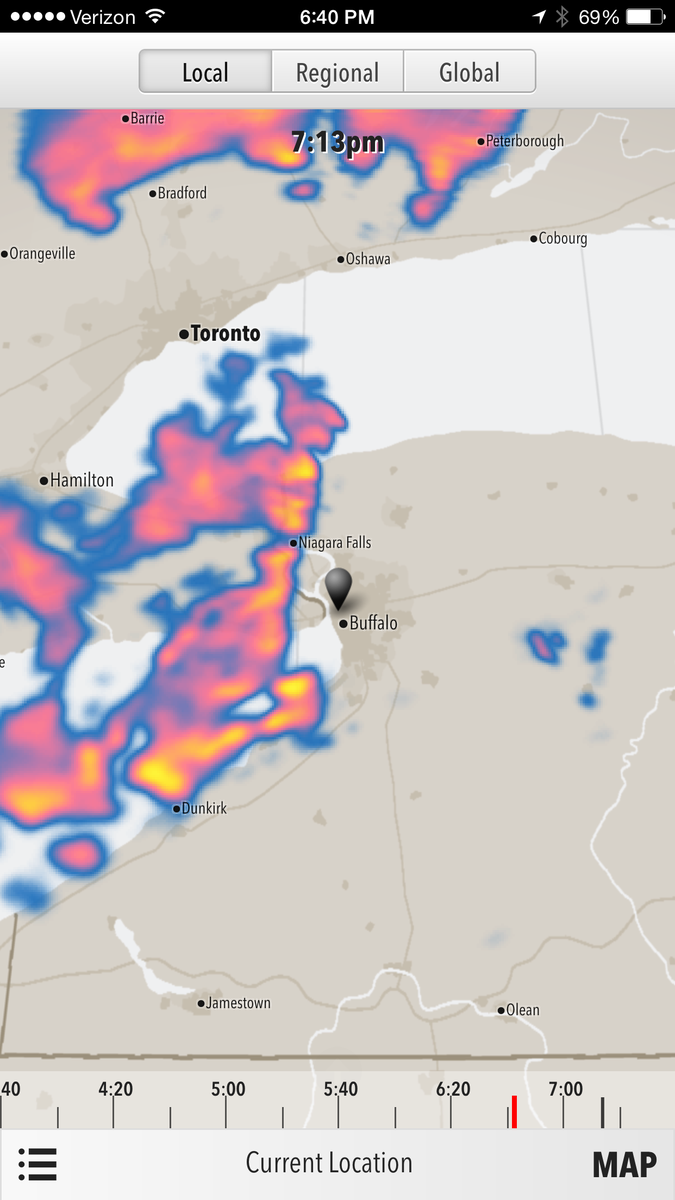 Verizon 6:40 PM 69%
Local Regional Global
Barrie
7:13pm
Peterborough
Bradford
Cobourg
Orangeville
Oshawa
Toronto
Hamilton
Niagara Falls
Buffalo
e
Dunkirk
Jamestown
Olean
40 4:20 5:00 5:40 6:20 7:00
Current Location MAP